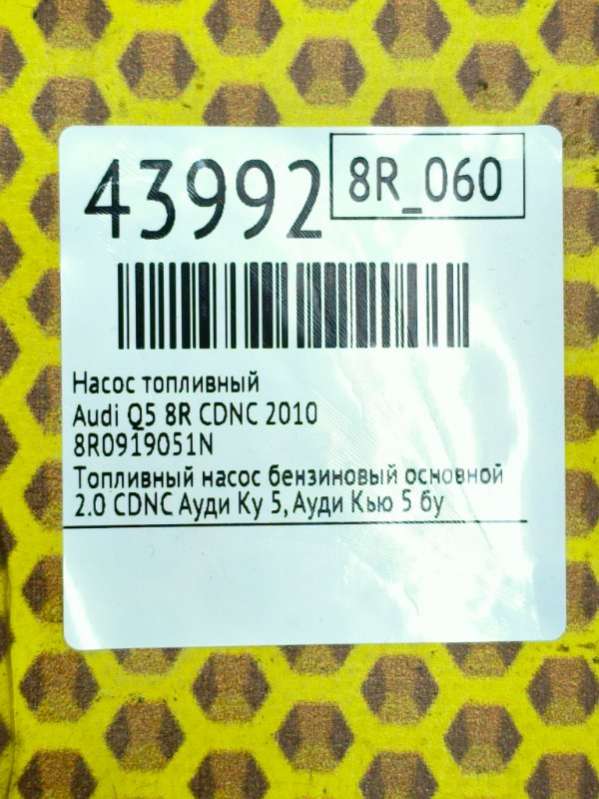 43992
8R_060
Насос топливный
Audi Q5 8R CDNC 2010
8R0919051N
Топливный насос бензиновый основной
2.0 CDNC Ауди Ку 5, Ауди Кью 5 бу